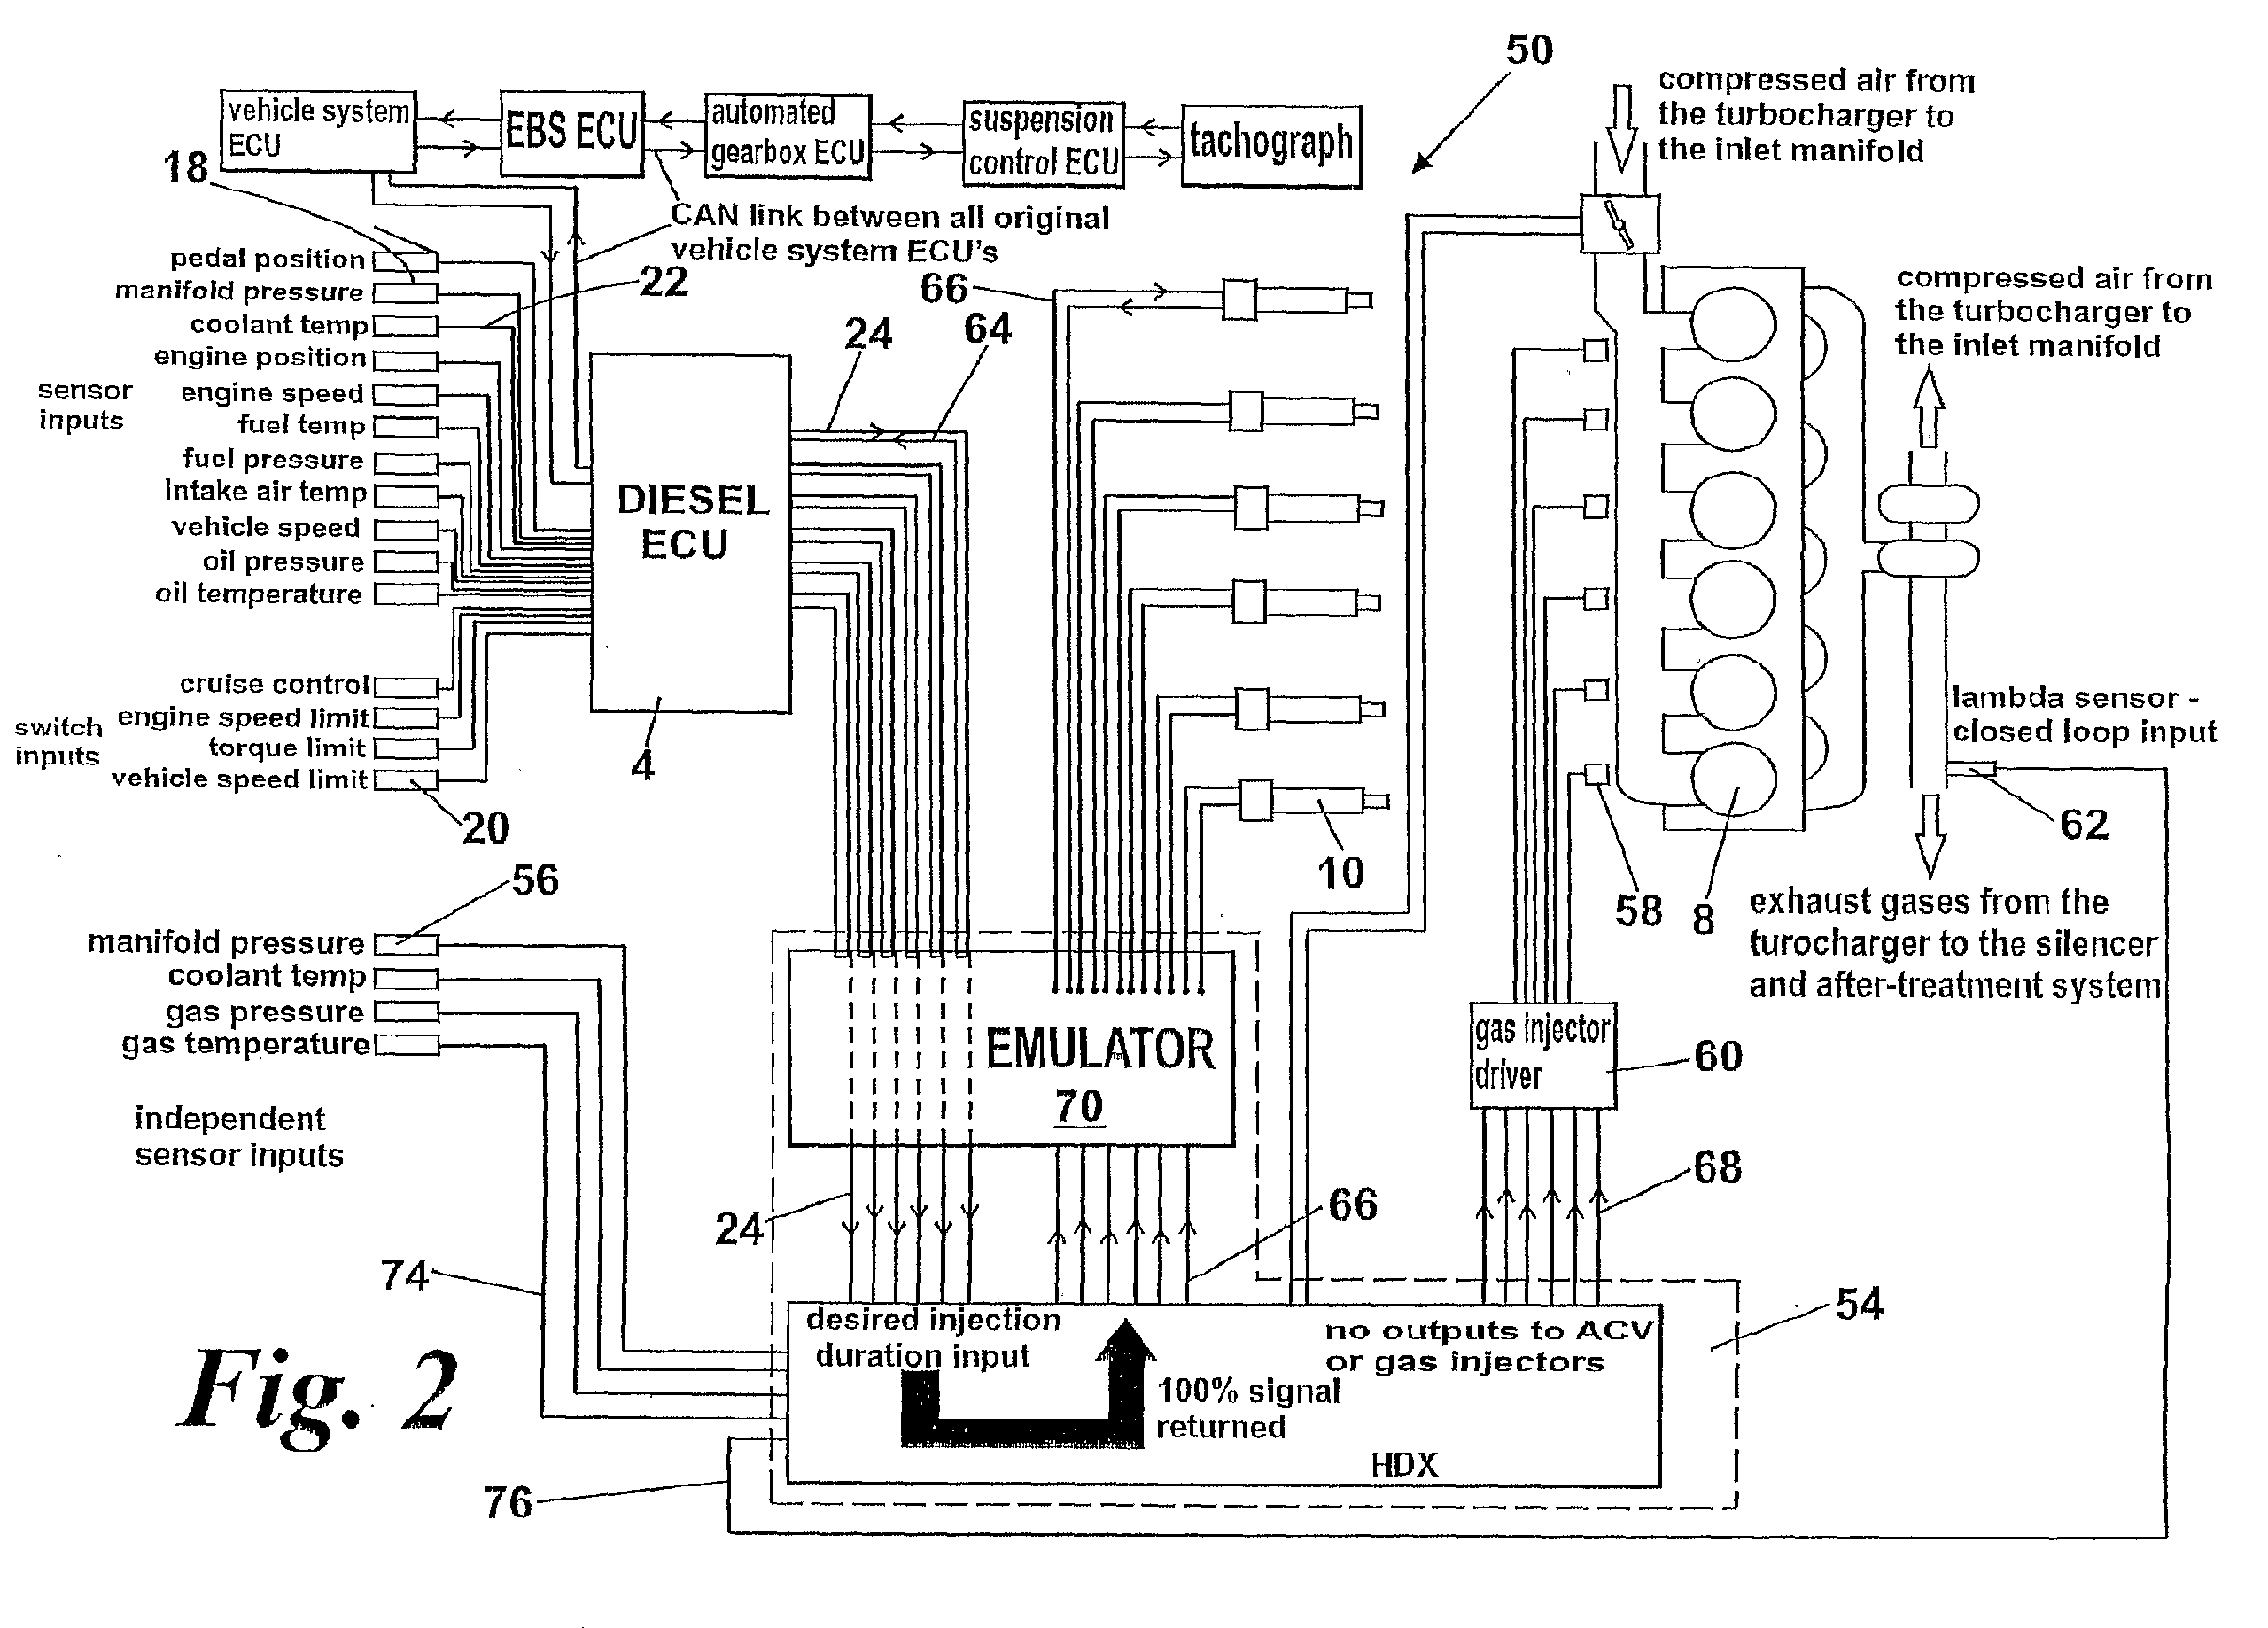 50
compressed air from
the turbocharger to
the inlet manifold
vehicle system
ECU
EBS ECU
automated
gearbox ECU
suspension
control ECU
tachograph
18
CAN link between all original
vehicle system ECU's
pedal position
manifold pressure
coolant temp
engine position
engine speed
fuel temp
fuel pressure
Intake air temp
vehicle speed
oil pressure
oil temperature
sensor
inputs
22
66
24
64
compressed air from
the turbocharger to
the inlet manifold
DIESEL
ECU
4
cruise control
engine speed limit
torque limit
vehicle speed limit
switch
inputs
20
lambda sensor -
closed loop input
62
10
58
8
56
exhaust gases from the
turocharger to the silencer
and after-treatment system
manifold pressure
coolant temp
gas pressure
gas temperature
independent
sensor inputs
EMULATOR
70
gas injector
driver
60
68
24
66
74
54
desired injection
duration input
no outputs to ACV
or gas injectors
100% signal
returned
HDX
76
Fig. 2